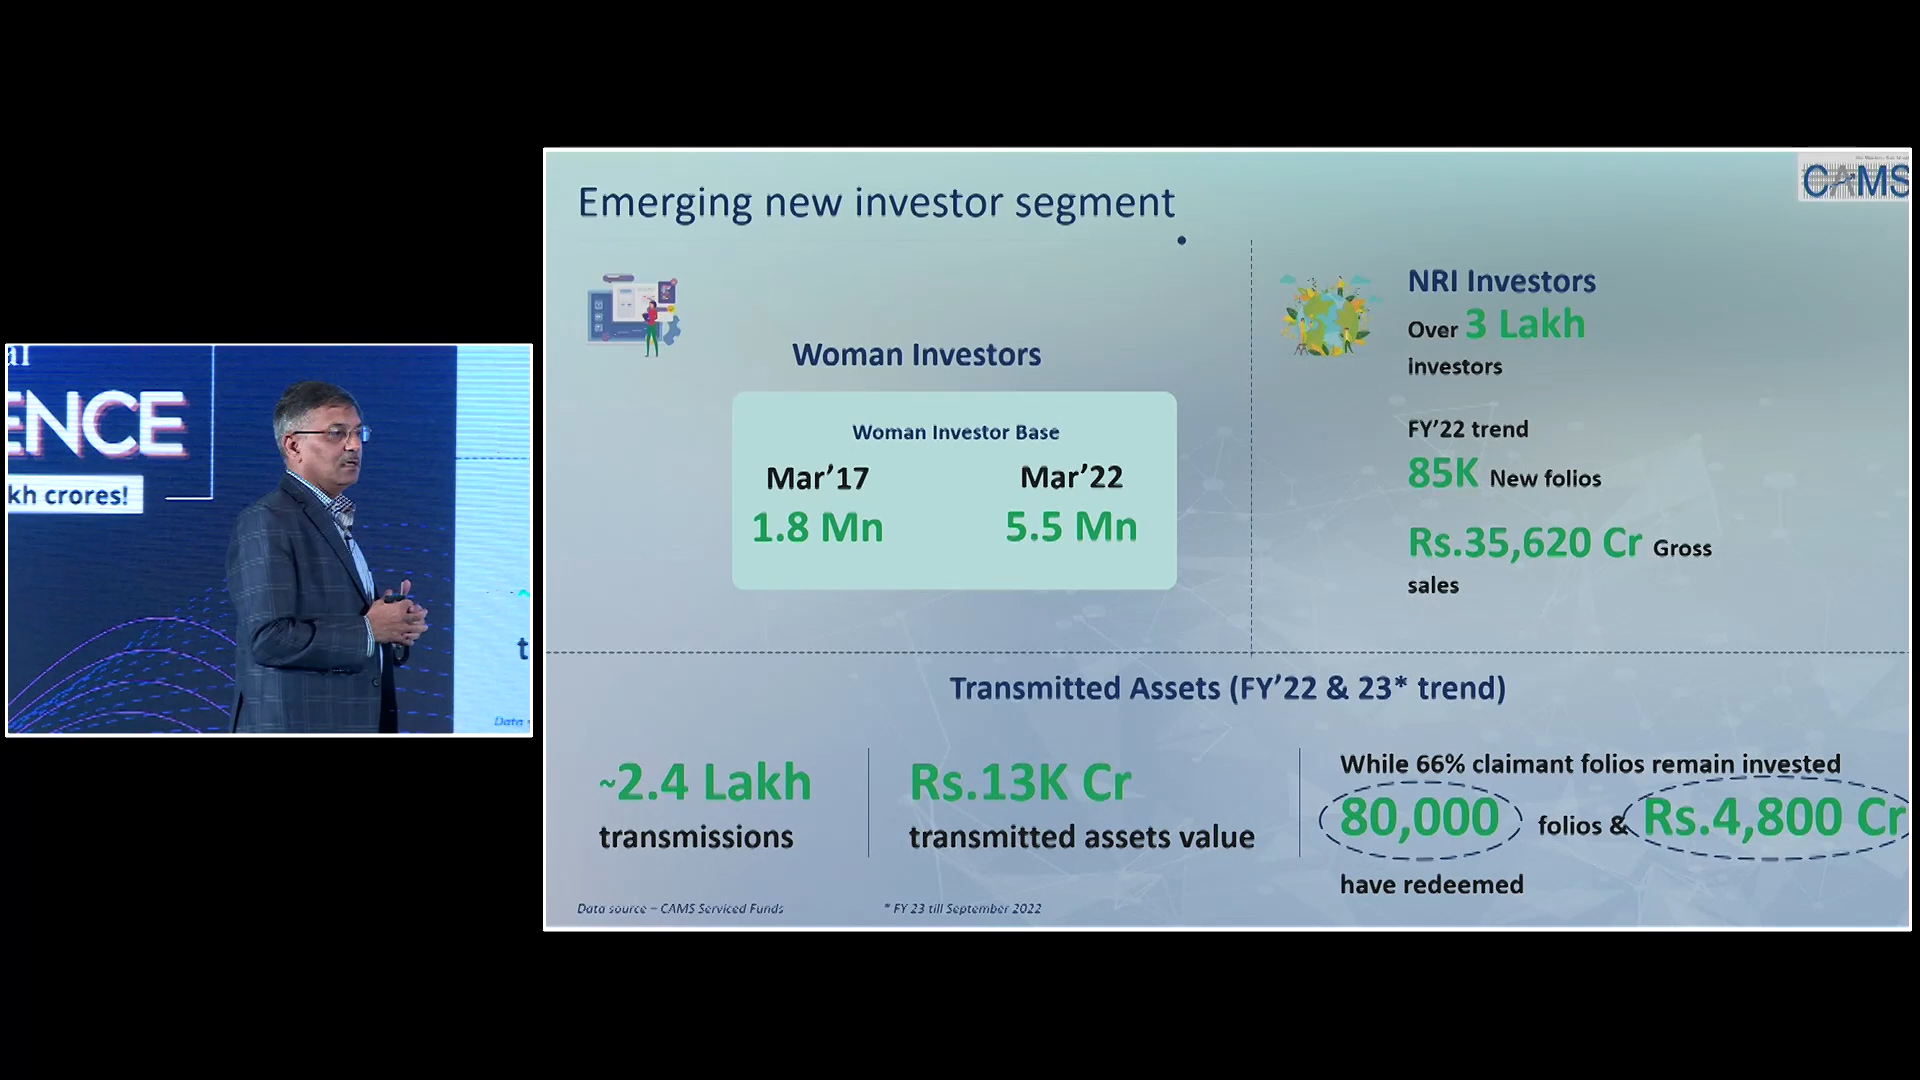 ENCE
kh crores!
Emerging new investor segment
CAMS
Woman Investors
Woman Investor Base
Mar’17
Mar’22
1.8 Mn
5.5 Mn
NRI Investors
Over 3 Lakh
investors
FY’22 trend
85K New folios
Rs.35,620 Cr Gross
sales
Transmitted Assets (FY’22 & 23* trend)
~2.4 Lakh
transmissions
Rs.13K Cr
transmitted assets value
While 66% claimant folios remain invested
80,000 folios & Rs.4,800 Cr
have redeemed
Data source – CAMS Serviced Funds
* FY 23 till September 2022
t
Data